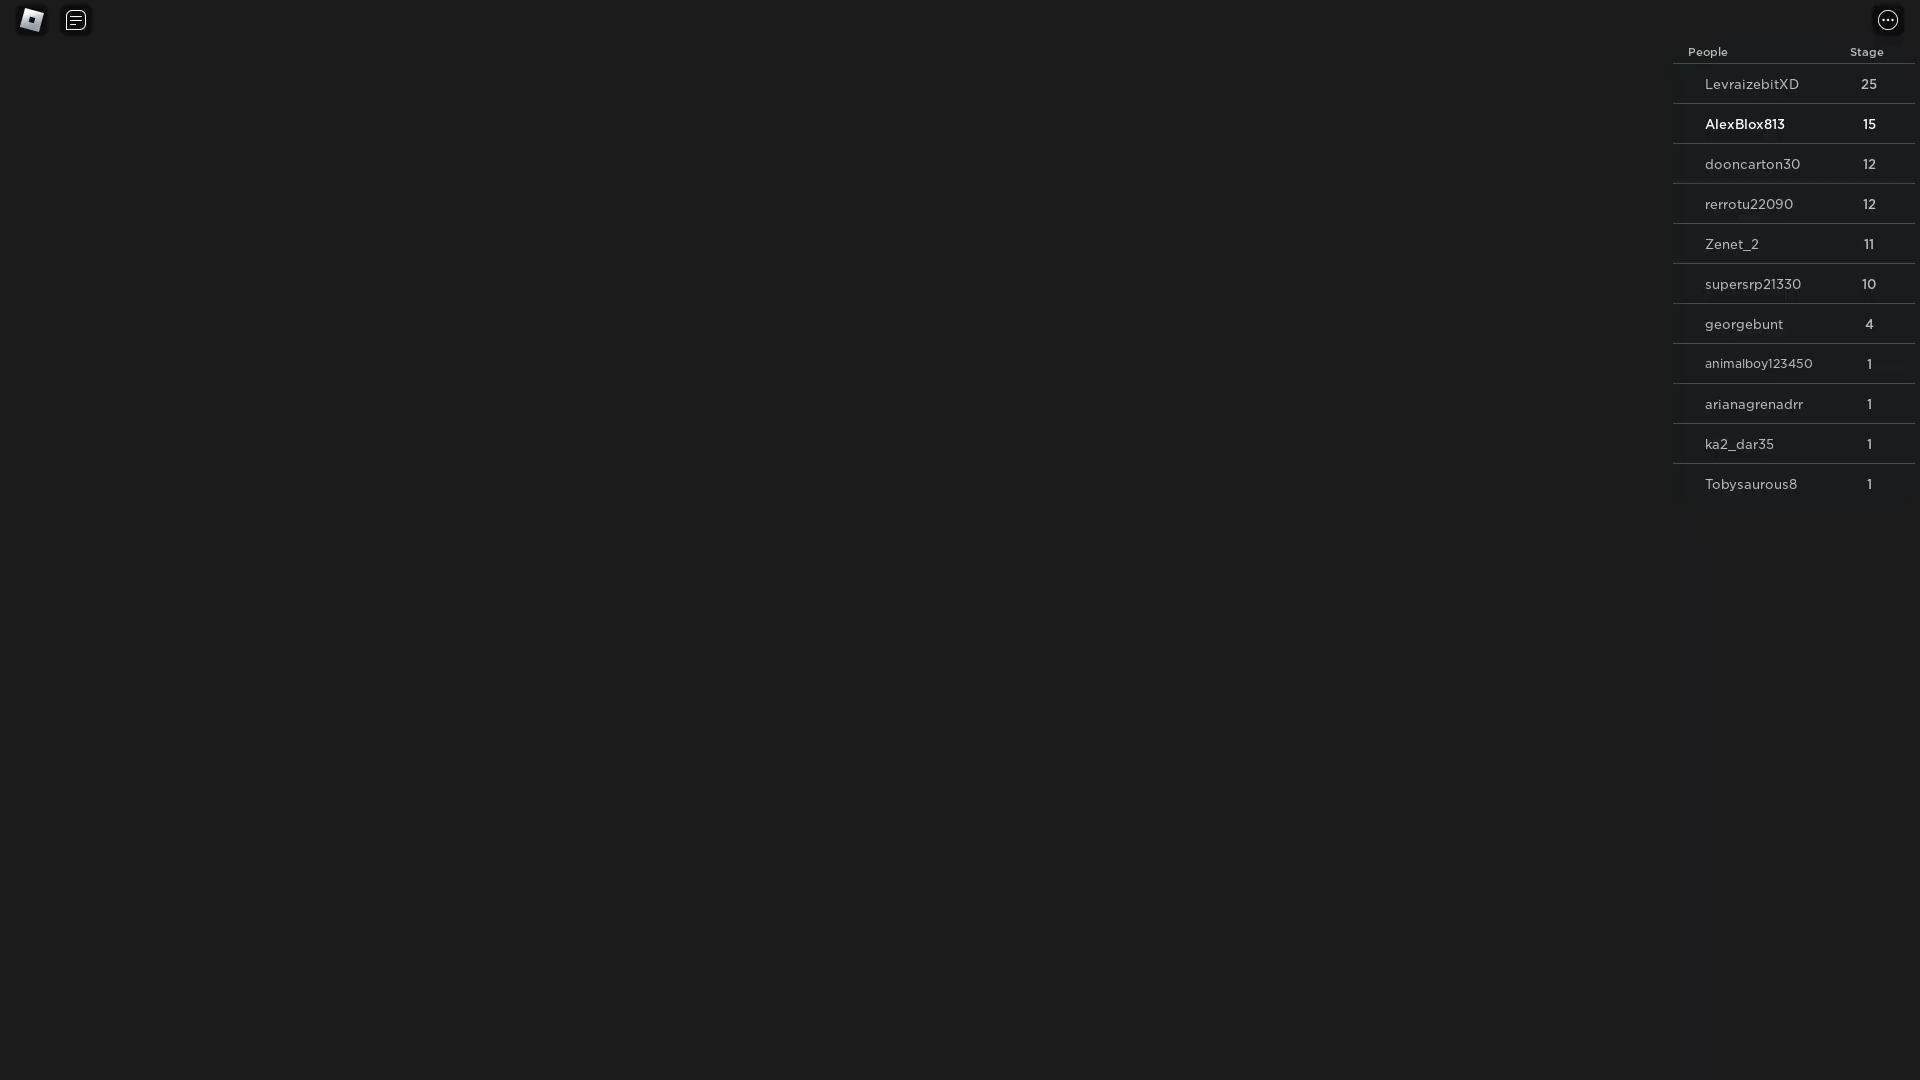 People Stage
LevraizebitXD 25
AlexBlox813 15
dooncarton30 12
rerrotu22090 12
Zenet_2 11
supersrp21330 10
georgebunt 4
animalboy123450 1
arianagrenadrr 1
ka2_dar35 1
Tobysaurous8 1